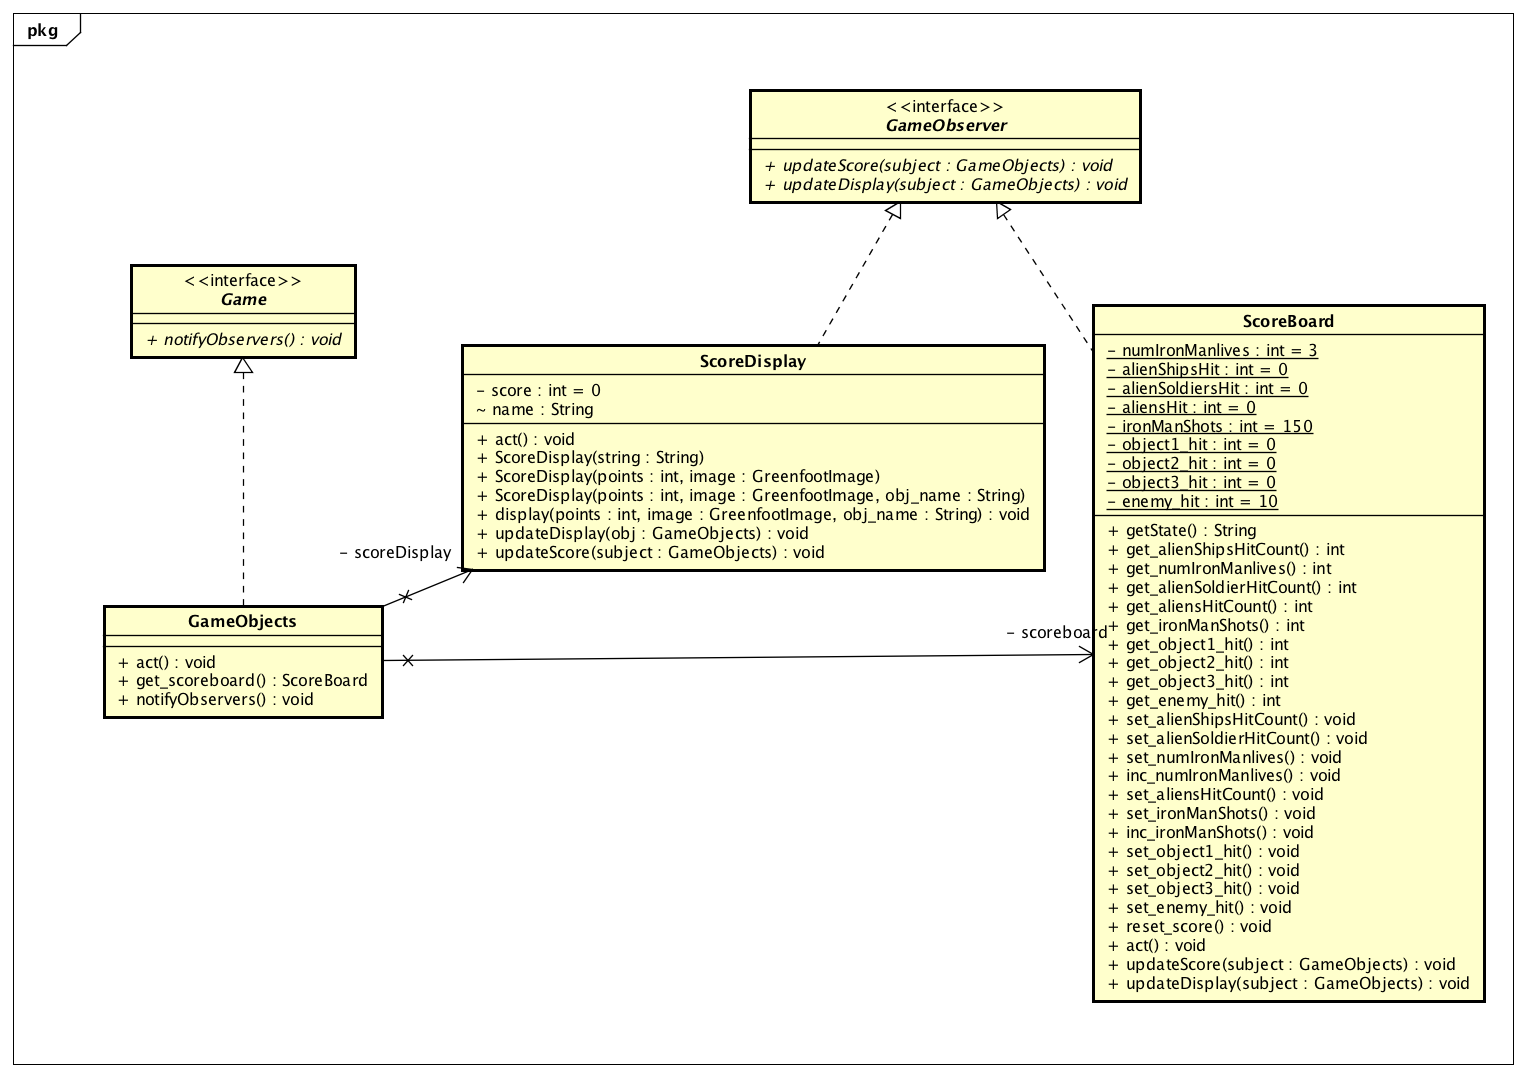 pkg
<<interface>>
GameObserver
+ updateScore(subject : GameObjects) : void
+ updateDisplay(subject : GameObjects) : void
<<interface>>
Game
+ notifyObservers() : void
ScoreDisplay
- score : int = 0
~ name : String
+ act() : void
+ ScoreDisplay(string : String)
+ ScoreDisplay(points : int, image : GreenfootImage)
+ ScoreDisplay(points : int, image : GreenfootImage, obj_name : String)
+ display(points : int, image : GreenfootImage, obj_name : String) : void
+ updateDisplay(obj : GameObjects) : void
+ updateScore(subject : GameObjects) : void
- scoreDisplay
GameObjects
+ act() : void
+ get_scoreboard() : ScoreBoard
+ notifyObservers() : void
- scoreboard
ScoreBoard
- numIronManlives : int = 3
- alienShipsHit : int = 0
- alienSoldiersHit : int = 0
- aliensHit : int = 0
- ironManShots : int = 150
- object1_hit : int = 0
- object2_hit : int = 0
- object3_hit : int = 0
- enemy_hit : int = 10
+ getState() : String
+ get_alienShipsHitCount() : int
+ get_numIronManlives() : int
+ get_alienSoldierHitCount() : int
+ get_aliensHitCount() : int
+ get_ironManShots() : int
+ get_object1_hit() : int
+ get_object2_hit() : int
+ get_object3_hit() : int
+ get_enemy_hit() : int
+ set_alienShipsHitCount() : void
+ set_alienSoldierHitCount() : void
+ set_numIronManlives() : void
+ inc_numIronManlives() : void
+ set_aliensHitCount() : void
+ set_ironManShots() : void
+ inc_ironManShots() : void
+ set_object1_hit() : void
+ set_object2_hit() : void
+ set_object3_hit() : void
+ set_enemy_hit() : void
+ reset_score() : void
+ act() : void
+ updateScore(subject : GameObjects) : void
+ updateDisplay(subject : GameObjects) : void